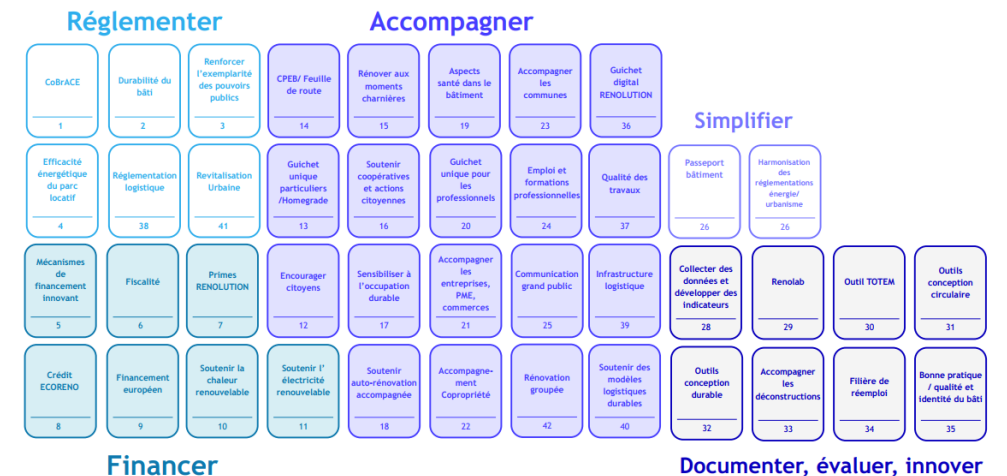 Réglementer
Accompagner
CoBrACE
1
Durabilité du
bâti
2
Renforcer
l'exemplarité
des pouvoirs
publics
3
CPEB/ Feuille
de route
14
Rénover aux
moments
charnières
15
Aspects
santé dans le
bâtiment
19
Accompagner
les
communes
23
Guichet
digital
RENOLUTION
36
Simplifier
Efficacité
énergétique
du parc
locatif
4
Réglementation
logistique
38
Revitalisation
Urbaine
41
Guichet
unique
particuliers
/Homegrade
13
Soutenir
coopératives
et actions
citoyennes
16
Guichet
unique pour
les
professionnels
20
Emploi et
formations
professionnelles
24
Qualité des
travaux
37
Passeport
bâtiment
26
Harmonisation
des
réglementations
énergie/
urbanisme
26
Mécanismes
de
financement
innovant
5
Fiscalité
6
Primes
RENOLUTION
7
Encourager
citoyens
12
Sensibiliser à
l'occupation
durable
17
Accompagner
les
entreprises,
PME,
commerces
21
Communication
grand public
25
Infrastructure
logistique
39
Collecter des
données et
développer des
indicateurs
28
Renolab
29
Outil TOTEM
30
Outils
conception
circulaire
31
Crédit
ECORENO
8
Financement
européen
9
Soutenir la
chaleur
renouvelable
10
Soutenir l'
électricité
renouvelable
11
Soutenir
auto-rénovation
accompagnée
18
Accompagne-
ment
Copropriété
22
Rénovation
groupée
42
Soutenir des
modèles
logistiques
durables
40
Outils
conception
durable
32
Accompagner
les
déconstructions
33
Filière de
réemploi
34
Bonne pratique
/ qualité et
identité du bâti
35
Financer
Documenter, évaluer, innover